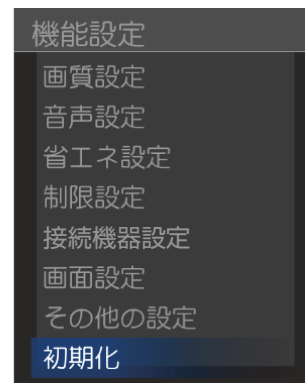 機能設定
画質設定
音声設定
省エネ設定
制限設定
接続機器設定
画面設定
その他の設定
初期化